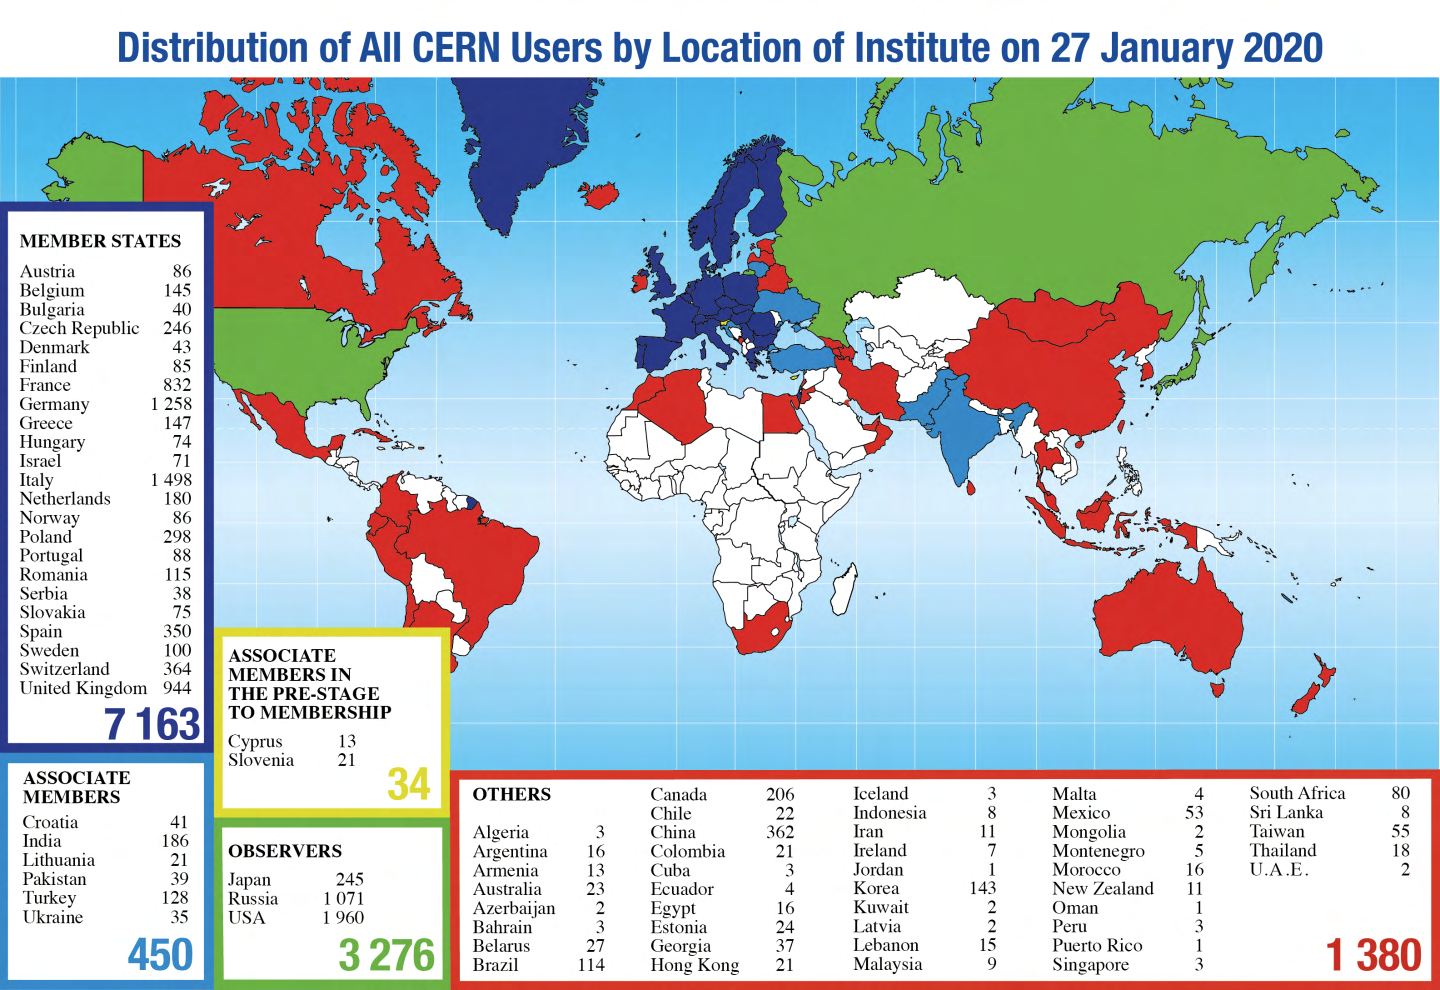 Distribution of All CERN Users by Location of Institute on 27 January 2020
MEMBER STATES
Austria 86
Belgium 145
Bulgaria 40
Czech Republic 246
Denmark 43
Finland 85
France 832
Germany 1 258
Greece 147
Hungary 74
Israel 71
Italy 1 498
Netherlands 180
Norway 86
Poland 298
Portugal 88
Romania 115
Serbia 38
Slovakia 75
Spain 350
Sweden 100
Switzerland 364
United Kingdom 944
7 163
ASSOCIATE
MEMBERS
Croatia 41
India 186
Lithuania 21
Pakistan 39
Turkey 128
Ukraine 35
450
ASSOCIATE
MEMBERS IN
THE PRE-STAGE
TO MEMBERSHIP
Cyprus 13
Slovenia 21
34
OBSERVERS
Japan 245
Russia 1 071
USA 1 960
3 276
OTHERS
Algeria 3
Argentina 16
Armenia 13
Australia 23
Azerbaijan 2
Bahrain 3
Belarus 27
Brazil 114
Canada 206
Chile 22
China 362
Colombia 21
Cuba 3
Ecuador 4
Egypt 16
Estonia 24
Georgia 37
Hong Kong 21
Iceland 3
Indonesia 8
Iran 11
Ireland 7
Jordan 1
Korea 143
Kuwait 2
Latvia 2
Lebanon 15
Malaysia 9
Malta 4
Mexico 53
Mongolia 2
Montenegro 5
Morocco 16
New Zealand 11
Oman 1
Peru 3
Puerto Rico 1
Singapore 3
South Africa 80
Sri Lanka 8
Taiwan 55
Thailand 18
U.A.E. 2
1 380